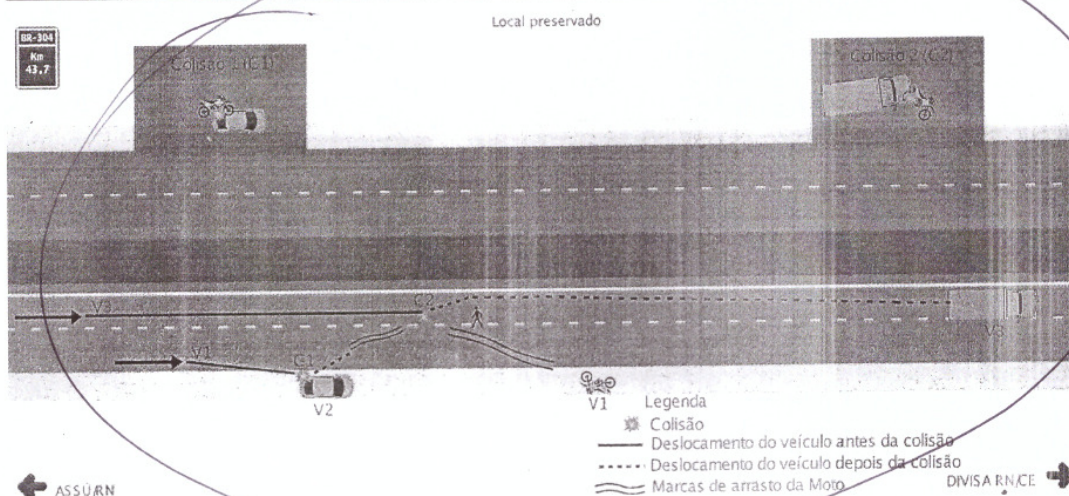 Local preservado
BR-304
Km
43,7
Colisão 1 (C1)
Colisão 2 (C2)
V3
C2
V1
C1
V3
V2
V1
Legenda
Colisão
Deslocamento do veículo antes da colisão
Deslocamento do veículo depois da colisão
Marcas de arrasto da Moto
ASSÚ/RN
DIVISA RN/CE